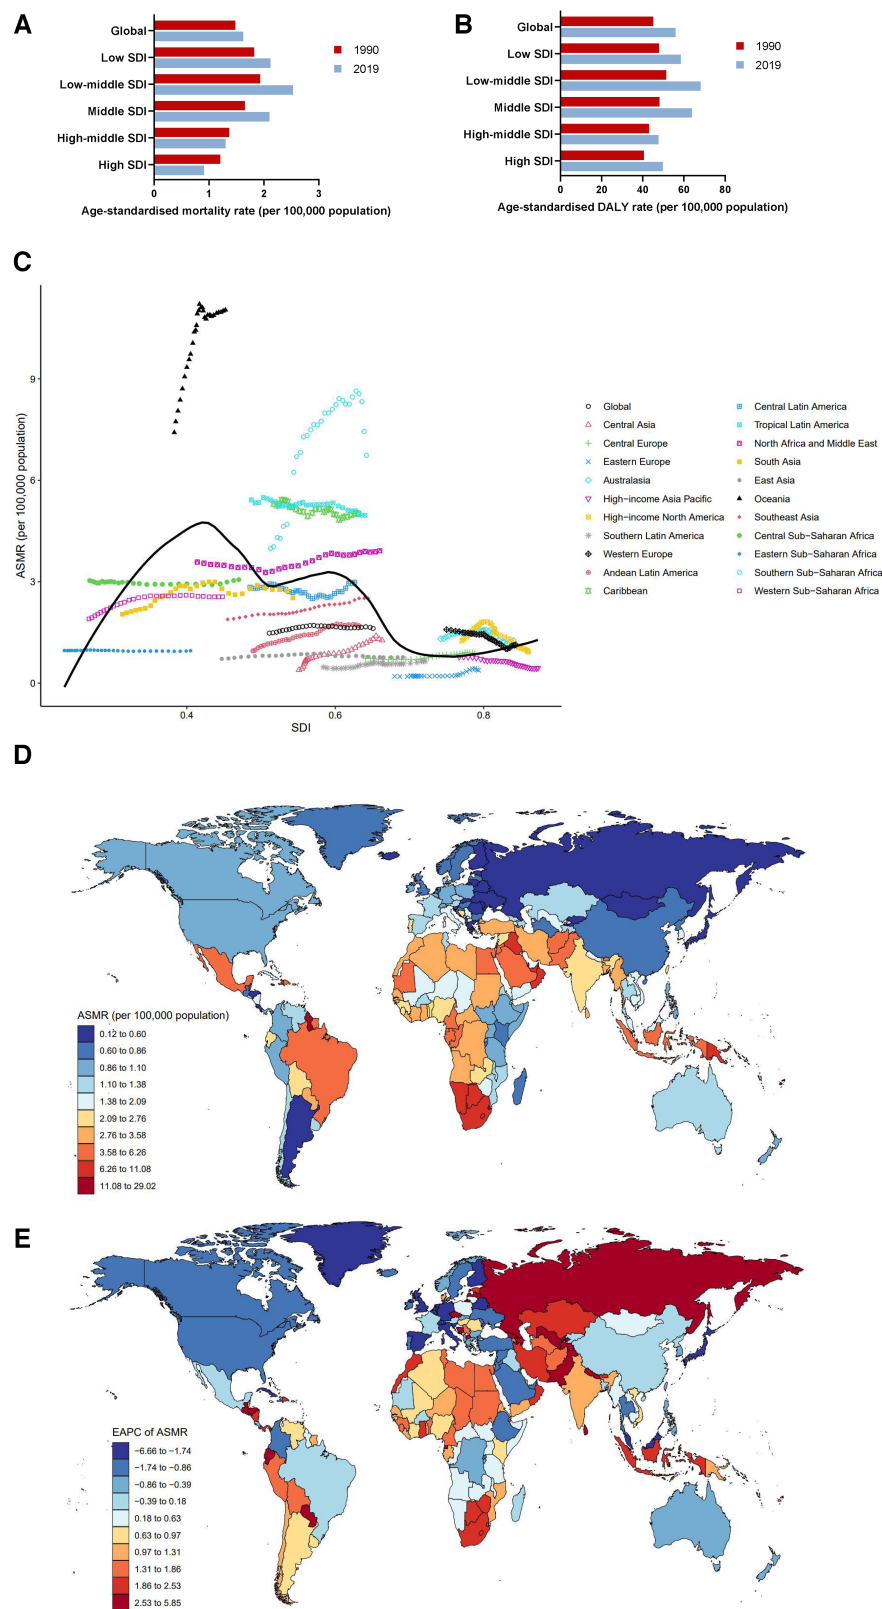 A
Global
Low SDI
Low-middle SDI
Middle SDI
High-middle SDI
High SDI
0 1 2 3
Age-standardised mortality rate (per 100,000 population)
1990
2019
B
Global
Low SDI
Low-middle SDI
Middle SDI
High-middle SDI
High SDI
0 20 40 60 80
Age-standardised DALY rate (per 100,000 population)
1990
2019
C
ASMR (per 100,000 population)
9
6
3
0
0.4 0.6 0.8
SDI
Global
Central Asia
Central Europe
Eastern Europe
Australasia
High−income Asia Pacific
High−income North America
Southern Latin America
Western Europe
Andean Latin America
Caribbean
Central Latin America
Tropical Latin America
North Africa and Middle East
South Asia
East Asia
Oceania
Southeast Asia
Central Sub−Saharan Africa
Eastern Sub−Saharan Africa
Southern Sub−Saharan Africa
Western Sub−Saharan Africa
D
ASMR (per 100,000 population)
0.12 to 0.60
0.60 to 0.86
0.86 to 1.10
1.10 to 1.38
1.38 to 2.09
2.09 to 2.76
2.76 to 3.58
3.58 to 6.26
6.26 to 11.08
11.08 to 29.02
E
EAPC of ASMR
−6.66 to −1.74
−1.74 to −0.86
−0.86 to −0.39
−0.39 to 0.18
0.18 to 0.63
0.63 to 0.97
0.97 to 1.31
1.31 to 1.86
1.86 to 2.53
2.53 to 5.85